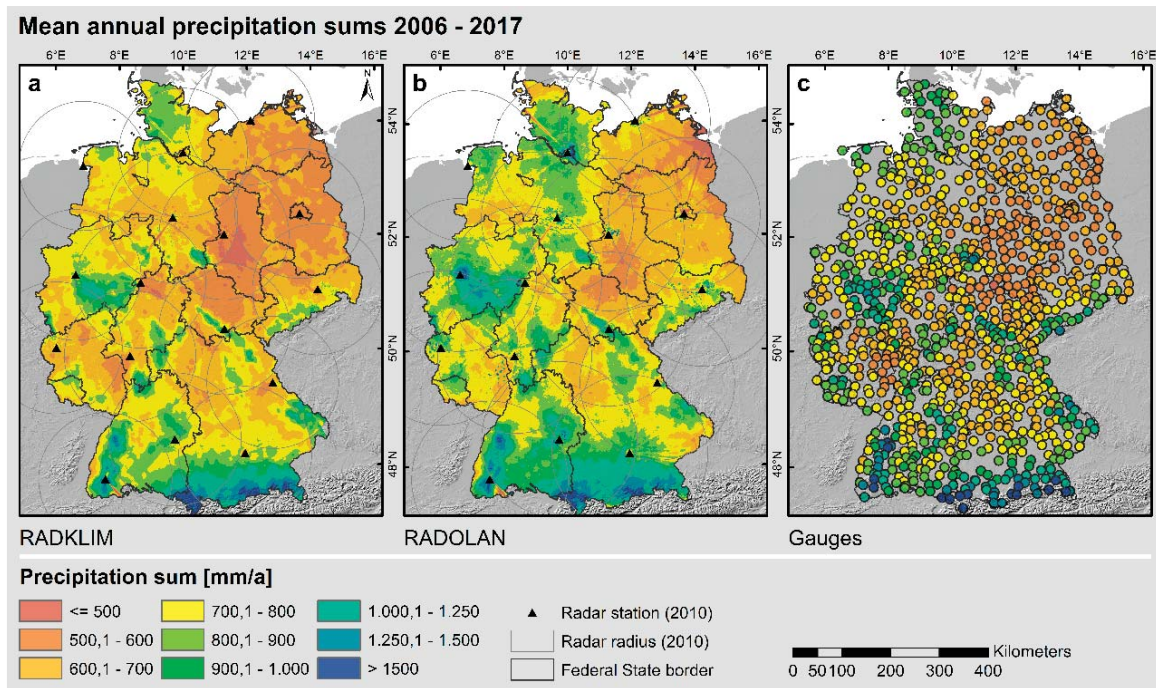 Mean annual precipitation sums 2006 - 2017
6°E 8°E 10°E 12°E 14°E 16°E
6°E 8°E 10°E 12°E 14°E 16°E
6°E 8°E 10°E 12°E 14°E 16°E
a
N
b
c
54°N
54°N
52°N
52°N
50°N
50°N
48°N
48°N
RADKLIM
RADOLAN
Gauges
Precipitation sum [mm/a]
<= 500
500,1 - 600
600,1 - 700
700,1 - 800
800,1 - 900
900,1 - 1.000
1.000,1 - 1.250
1.250,1 - 1.500
> 1500
Radar station (2010)
Radar radius (2010)
Federal State border
Kilometers
0 50 100 200 300 400